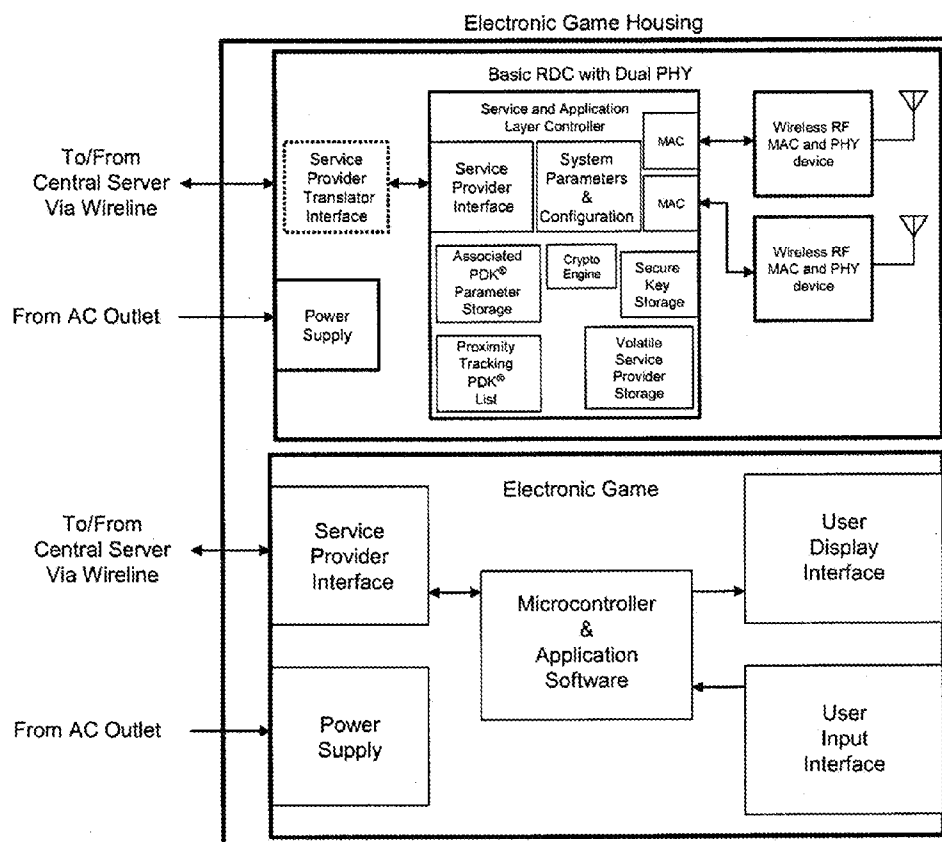 Electronic Game Housing
Basic RDC with Dual PHY
Service and Application
Layer Controller
MAC
Wireless RF
MAC and PHY
device
To/From
Central Server
Via Wireline
Service
Provider
Translator
Interface
Service
Provider
Interface
System
Parameters
&
Configuration
MAC
Wireless RF
MAC and PHY
device
Associated
PDK®
Parameter
Storage
Crypto
Engine
Secure
Key
Storage
From AC Outlet
Power
Supply
Proximity
Tracking
PDK®
List
Volatile
Service
Provider
Storage
Electronic Game
To/From
Central Server
Via Wireline
Service
Provider
Interface
User
Display
Interface
Microcontroller
&
Application
Software
From AC Outlet
Power
Supply
User
Input
Interface